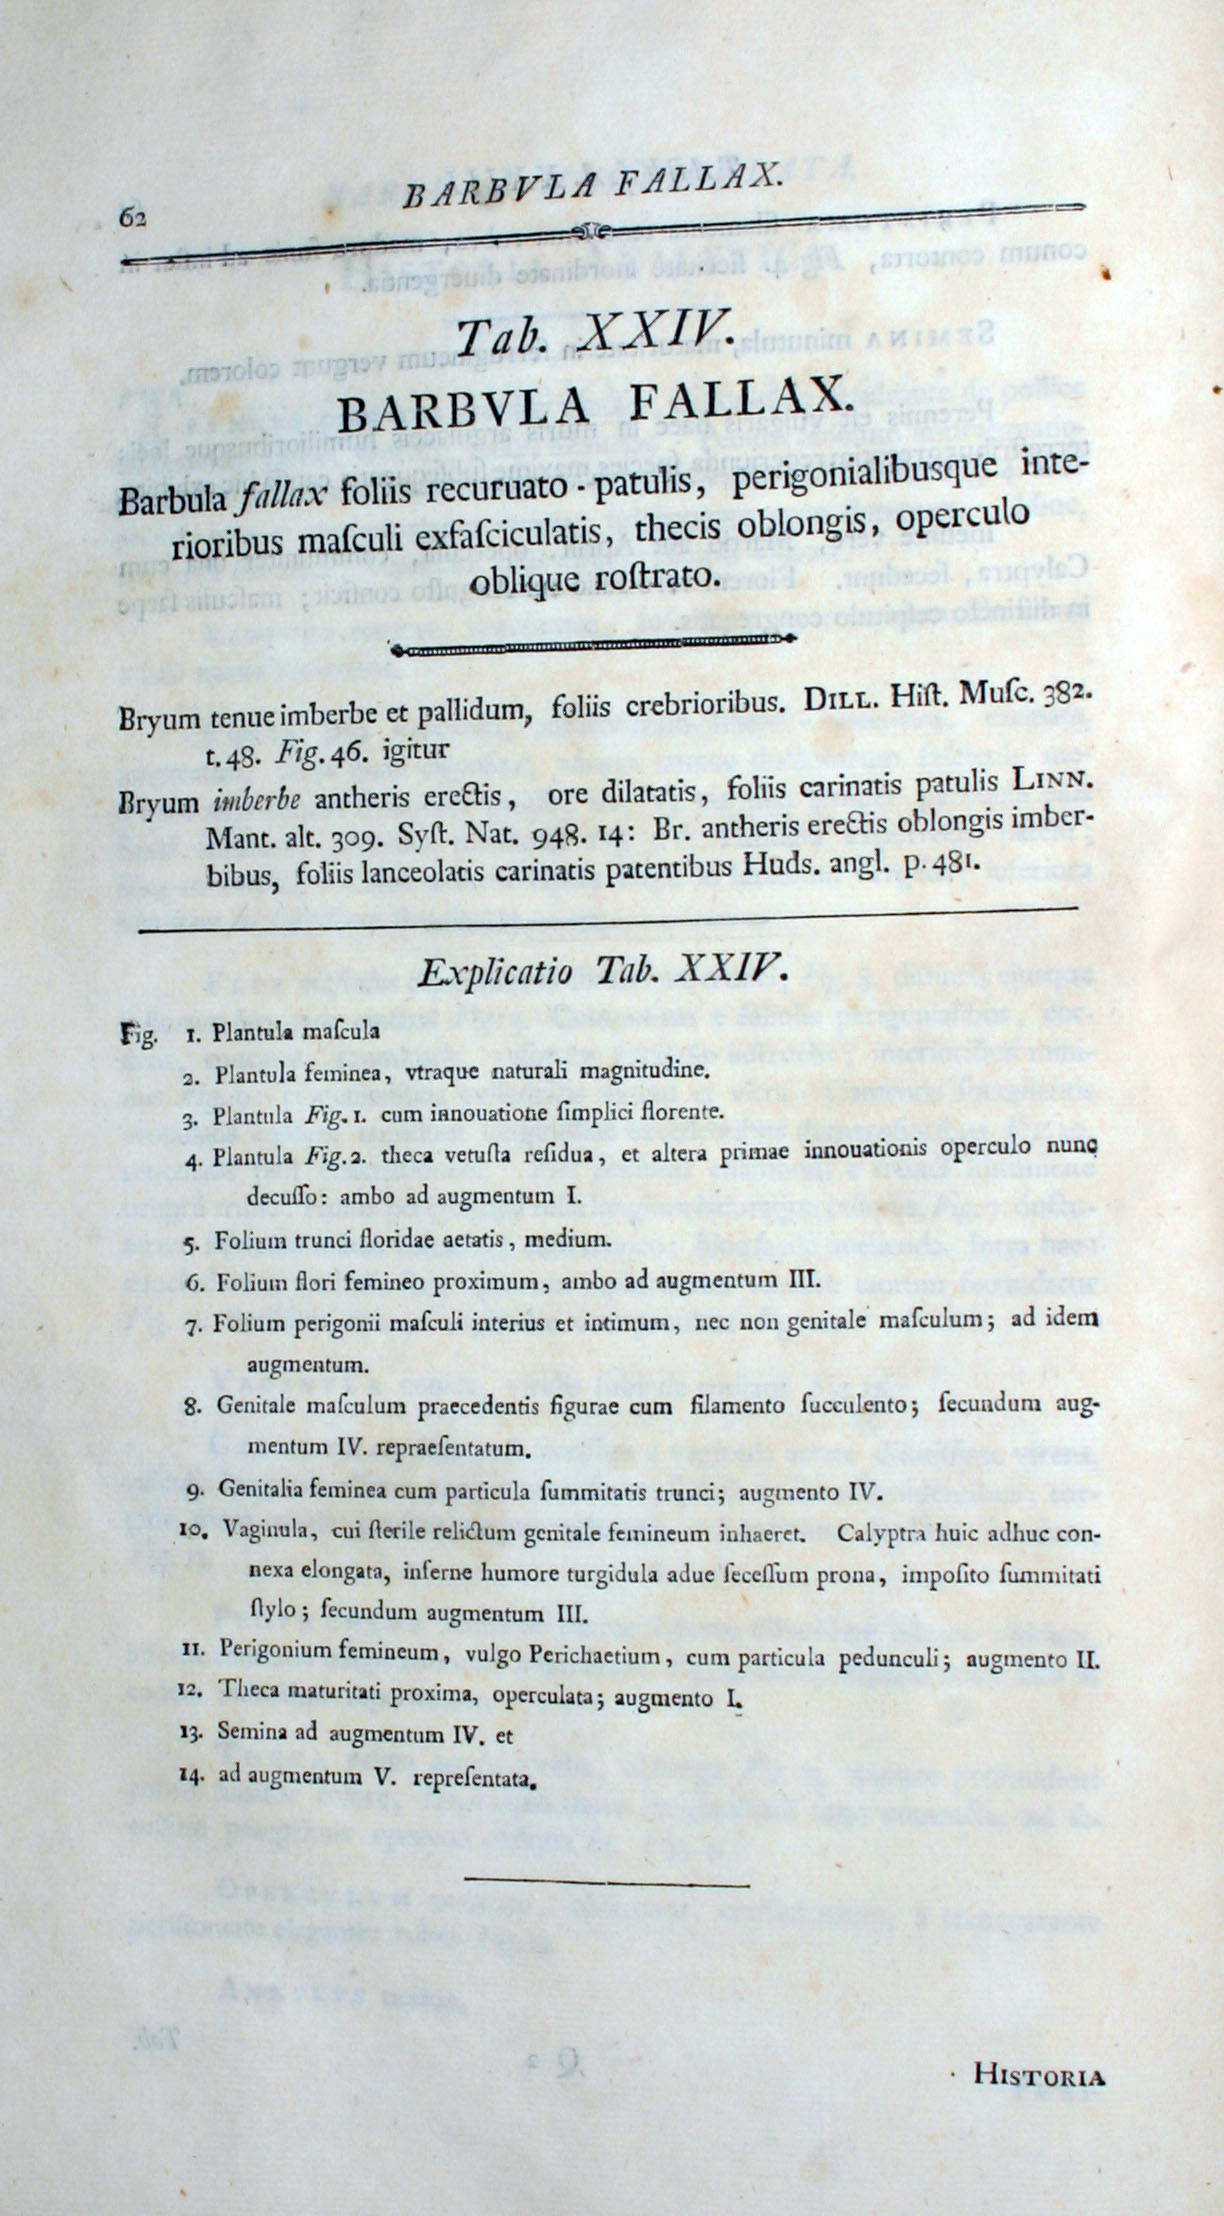 62
BARBVLA FALLAX.
Tab. XXIV.
BARBVLA FALLAX.
Barbula fallax foliis recuruato - patulis, perigonialibusque inte-
rioribus maſculi exfaſciculatis, thecis oblongis, operculo
oblique roſtrato.
Bryum tenue imberbe et pallidum, foliis crebrioribus. DILL. Hiſt. Muſc. 382.
t. 48. Fig. 46. igitur
Bryum imberbe antheris erectis, ore dilatatis, foliis carinatis patulis LINN.
Mant. alt. 309. Syſt. Nat. 948. 14: Br. antheris erectis oblongis imber-
bibus, foliis lanceolatis carinatis patentibus Huds. angl. p. 481.
Explicatio Tab. XXIV.
Fig. 1. Plantula maſcula
2. Plantula feminea, vtraque naturali magnitudine.
3. Plantula Fig. 1. cum innouatione ſimplici florente.
4. Plantula Fig. 2. theca vetuſta reſidua, et altera primae innouationis operculo nunc
decuſſo: ambo ad augmentum I.
5. Folium trunci floridae aetatis, medium.
6. Folium flori femineo proximum, ambo ad augmentum III.
7. Folium perigonii maſculi interius et intimum, nec non genitale maſculum; ad idem
augmentum.
8. Genitale maſculum praecedentis figurae cum filamento ſucculento; ſecundum aug-
mentum IV. repraeſentatum.
9. Genitalia feminea cum particula ſummitatis trunci; augmento IV.
10. Vaginula, cui ſterile relictum genitale femineum inhaeret. Calyptra huic adhuc con-
nexa elongata, inferne humore turgidula adue ſeceſſum prona, impoſito ſummitati
ſtylo; ſecundum augmentum III.
11. Perigonium femineum, vulgo Perichaetium, cum particula pedunculi; augmento II.
12. Theca maturitati proxima, operculata; augmento I.
13. Semina ad augmentum IV. et
14. ad augmentum V. repreſentata.
HISTORIA